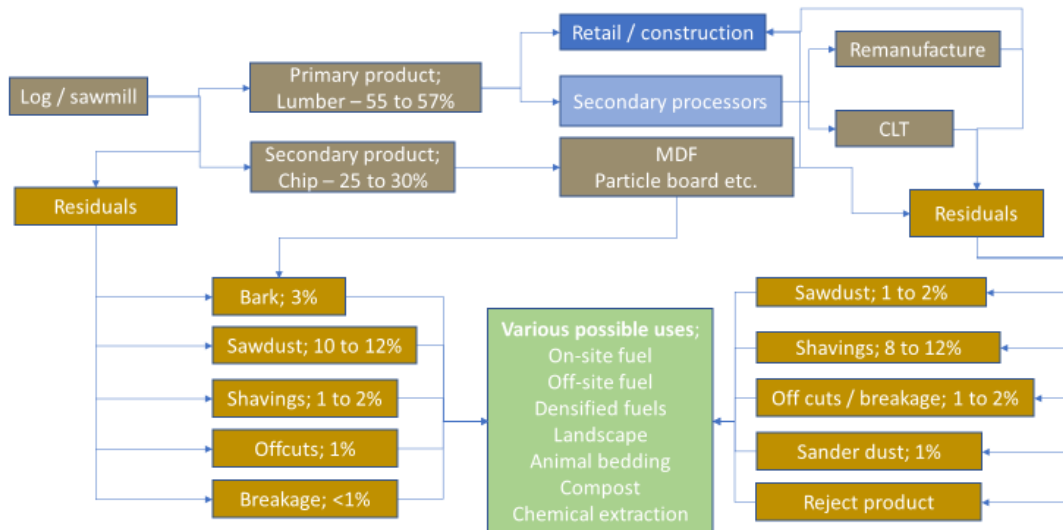 Retail / construction
Remanufacture
Log / sawmill
Primary product;
Lumber – 55 to 57%
Secondary processors
CLT
Secondary product;
Chip – 25 to 30%
MDF
Particle board etc.
Residuals
Residuals
Bark; 3%
Sawdust; 10 to 12%
Shavings; 1 to 2%
Offcuts; 1%
Breakage; <1%
Various possible uses;
On-site fuel
Off-site fuel
Densified fuels
Landscape
Animal bedding
Compost
Chemical extraction
Sawdust; 1 to 2%
Shavings; 8 to 12%
Off cuts / breakage; 1 to 2%
Sander dust; 1%
Reject product